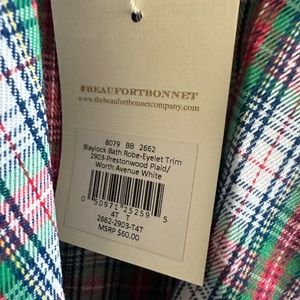 #BEAUFORTBONNET
www.thebeaufortbonnetcompany.com
8079 BB 2662
Blaylock Bath Robe-Eyelet Trim
2903-Prestonwood Plaid/
Worth Avenue White
0 50971 25259 5
4T T
2662-2903-T4T
MSRP $60.00